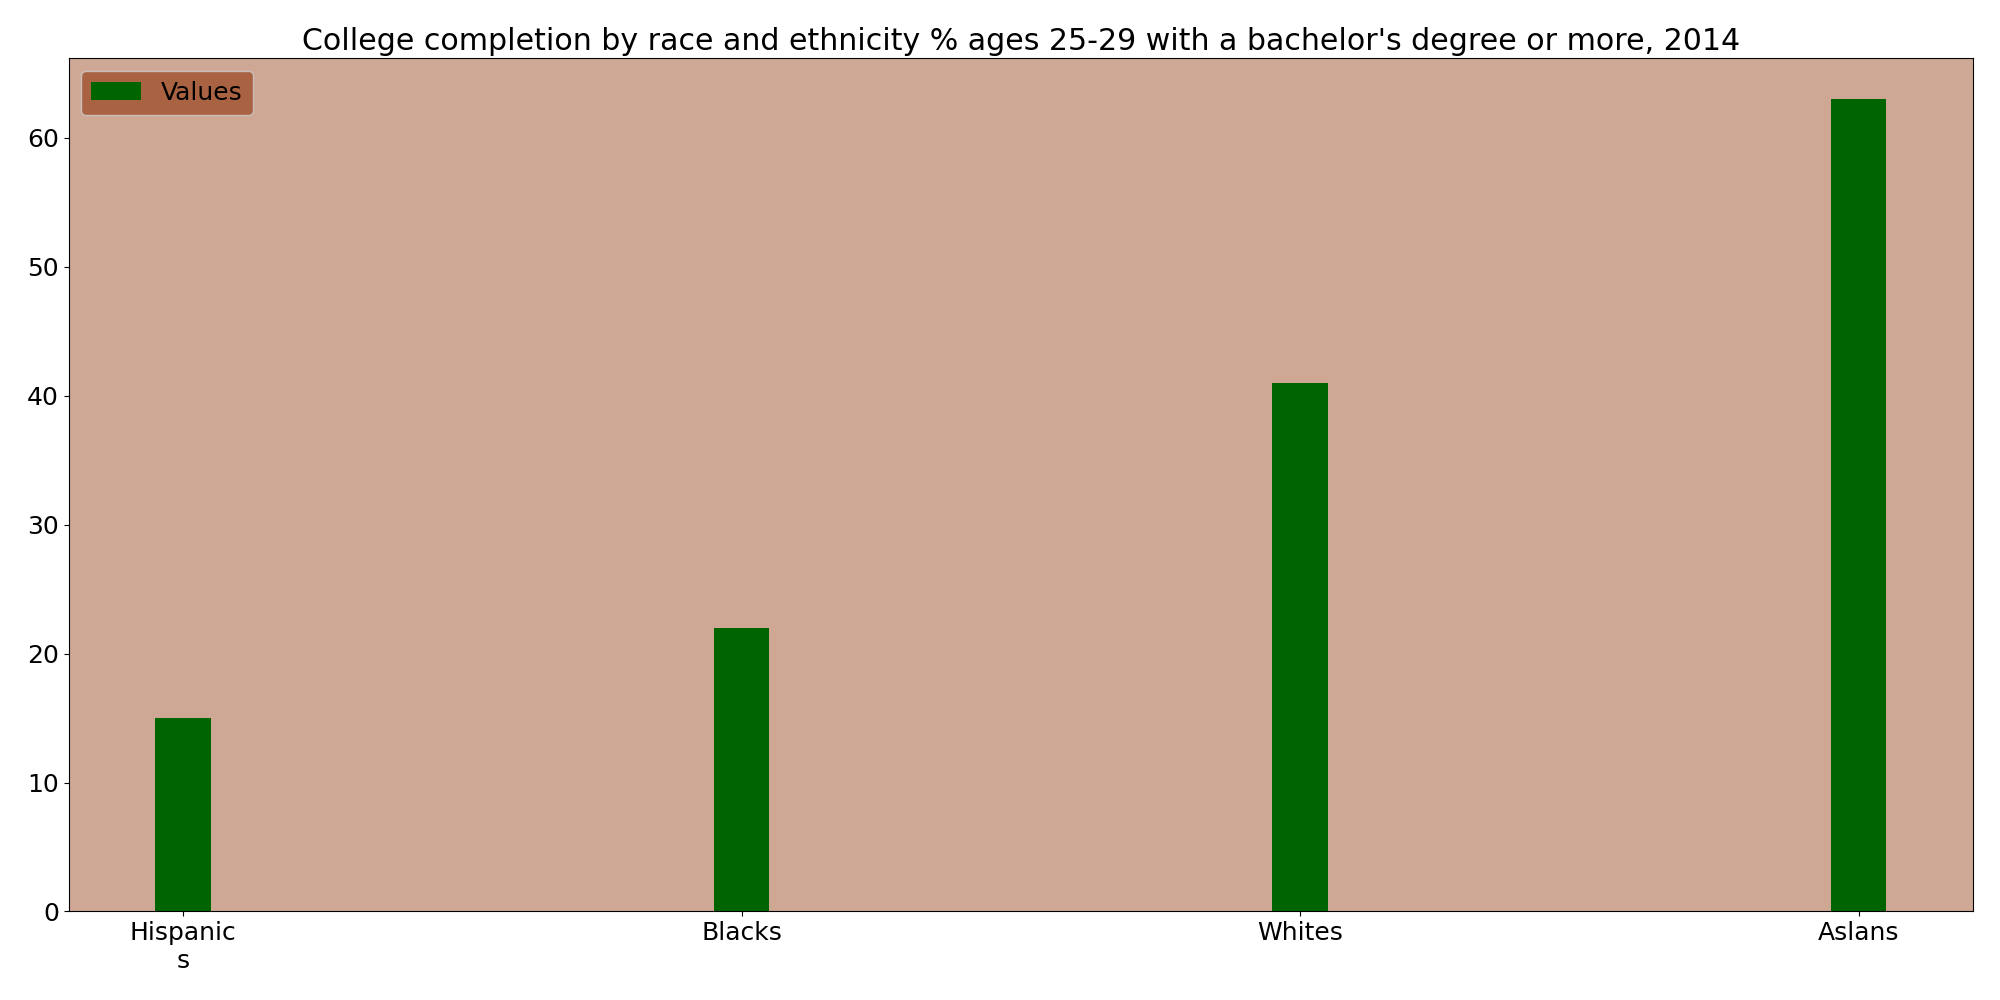 College completion by race and ethnicity % ages 25-29 with a bachelor's degree or more, 2014
Values
60
50
40
30
20
10
0
Hispanic
s
Blacks
Whites
Aslans